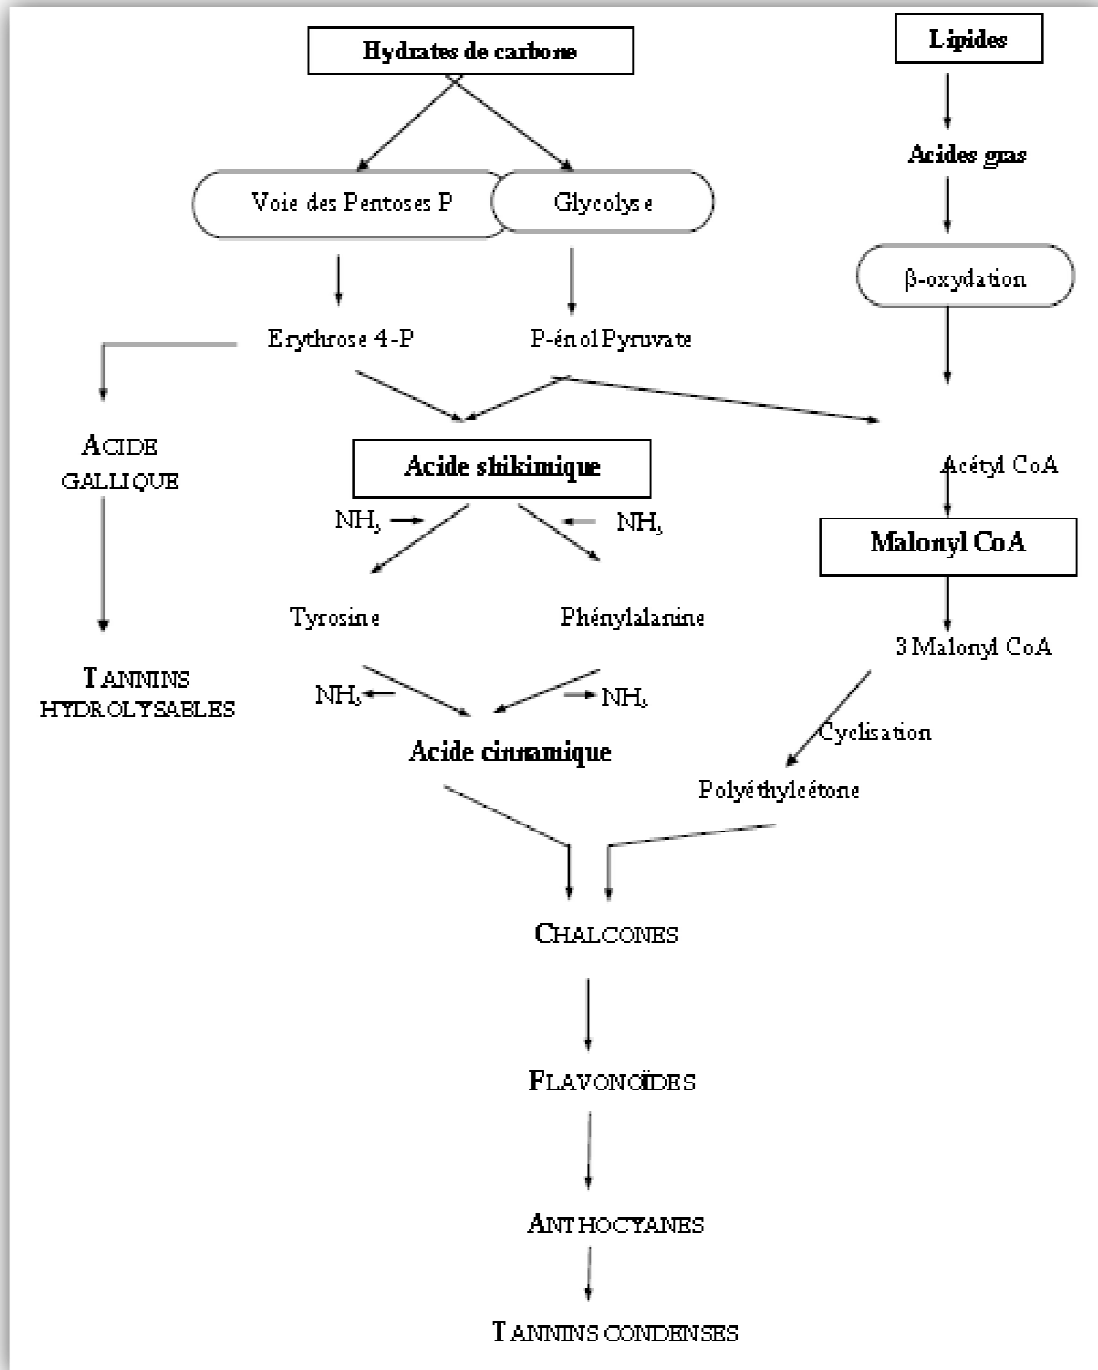 Hydrates de carbone
Lipides
Acides gras
Voie des Pentoses P
Glycolyse
β-oxydation
Erythrose 4-P
P-énol Pyruvate
ACIDE
GALLIQUE
Acide shikimique
Acétyl CoA
NH₃
NH₃
Malonyl CoA
Tyrosine
Phénylalanine
3 Malonyl CoA
TANNINS
HYDROLYSABLES
NH₃
NH₃
Cyclisation
Acide cinnamique
Polyéthylcétone
CHALCONES
FLAVONOÏDES
ANTHOCYANES
TANNINS CONDENSES